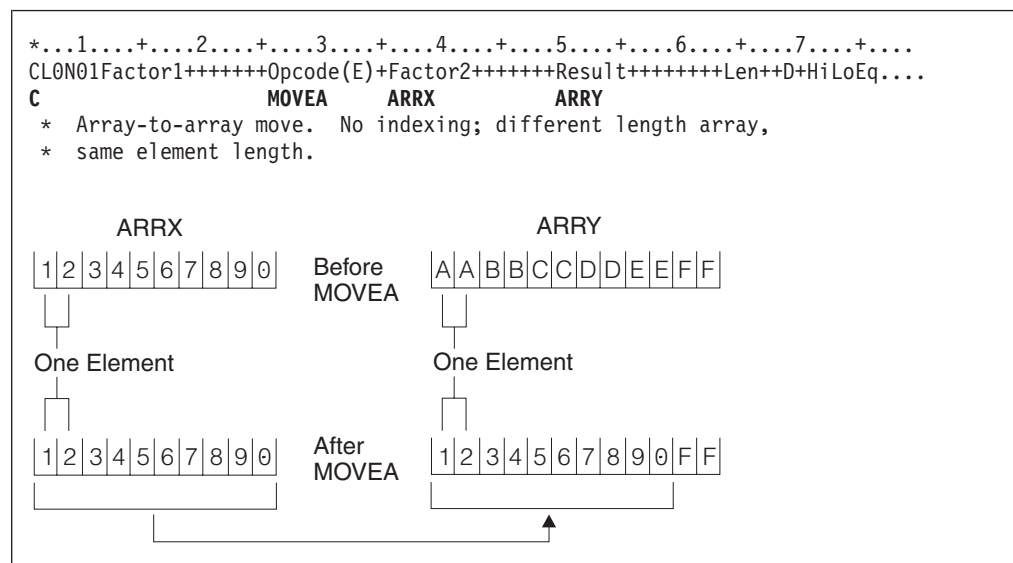 *...1....+....2....+....3....+....4....+....5....+....6....+....7....+....
CL0N01Factor1+++++++Opcode(E)+Factor2+++++++Result++++++++Len++D+HiLoEq....
C                   MOVEA     ARRX          ARRY
 *  Array-to-array move.  No indexing; different length array,
 *  same element length.
ARRX ARRY
1 2 3 4 5 6 7 8 9 0 Before MOVEA A A B B C C D D E E F F
One Element One Element
1 2 3 4 5 6 7 8 9 0 After MOVEA 1 2 3 4 5 6 7 8 9 0 F F